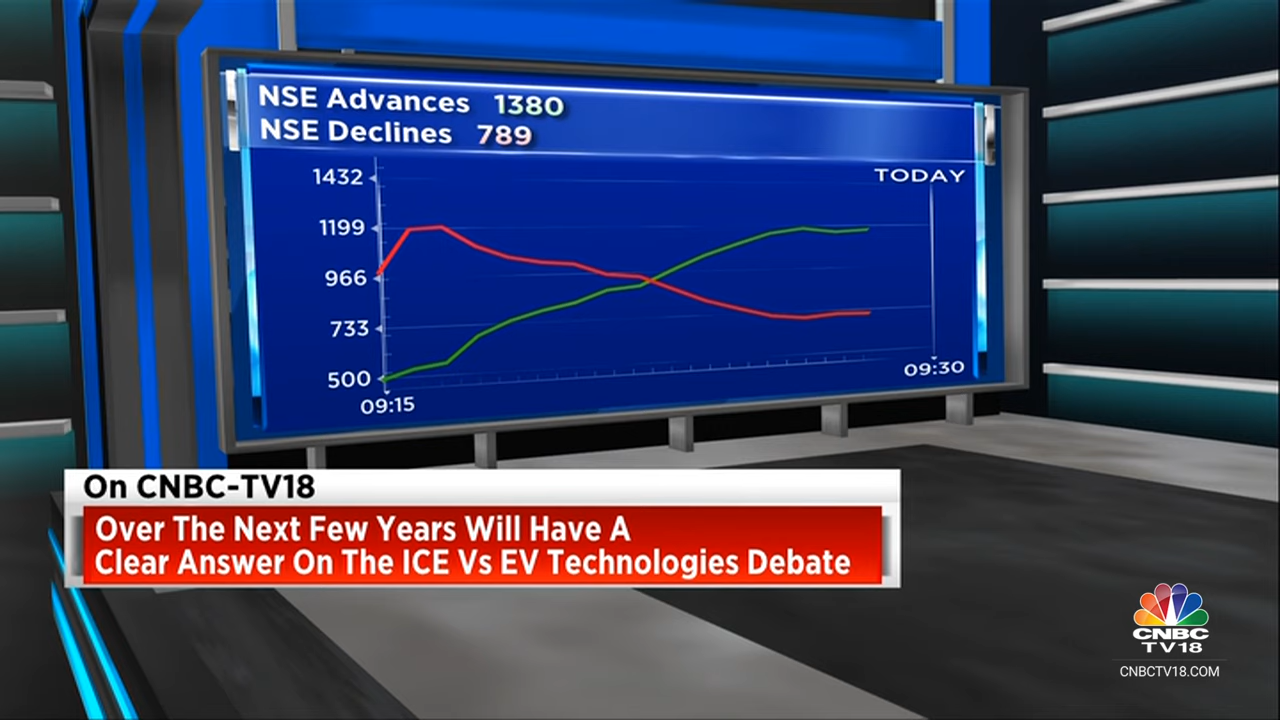 NSE Advances 1380
NSE Declines 789
TODAY
1432
1199
966
733
500
09:15
09:30
On CNBC-TV18
Over The Next Few Years Will Have A
Clear Answer On The ICE Vs EV Technologies Debate
CNBC
TV18
CNBCTV18.COM